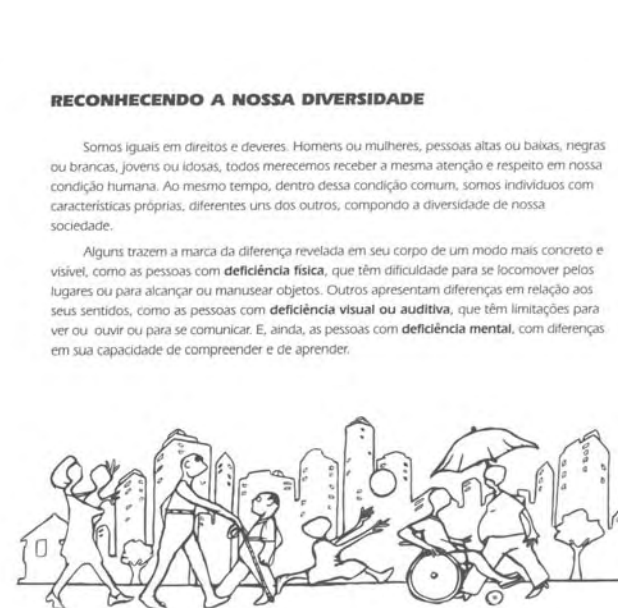 RECONHECENDO A NOSSA DIVERSIDADE
Somos iguais em direitos e deveres. Homens ou mulheres, pessoas altas ou baixas, negras
ou brancas, jovens ou idosas, todos merecemos receber a mesma atenção e respeito em nossa
condição humana. Ao mesmo tempo, dentro dessa condição comum, somos indivíduos com
características próprias, diferentes uns dos outros, compondo a diversidade de nossa
sociedade.
Alguns trazem a marca da diferença revelada em seu corpo de um modo mais concreto e
visível, como as pessoas com deficiência física, que têm dificuldade para se locomover pelos
lugares ou para alcançar ou manusear objetos. Outros apresentam diferenças em relação aos
seus sentidos, como as pessoas com deficiência visual ou auditiva, que têm limitações para
ver ou ouvir ou para se comunicar. E, ainda, as pessoas com deficiência mental, com diferenças
em sua capacidade de compreender e de aprender.